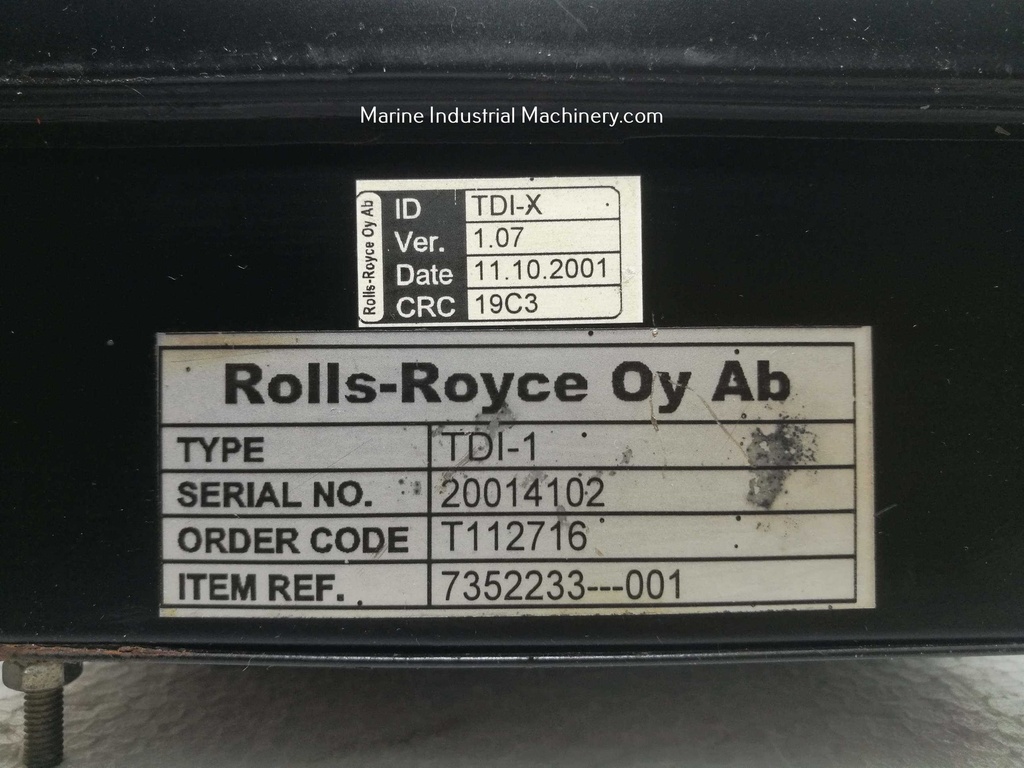 Marine Industrial Machinery.com
Rolls-Royce Oy Ab
ID TDI-X
Ver. 1.07
Date 11.10.2001
CRC 19C3
Rolls-Royce Oy Ab
TYPE TDI-1
SERIAL NO. 20014102
ORDER CODE T112716
ITEM REF. 7352233---001